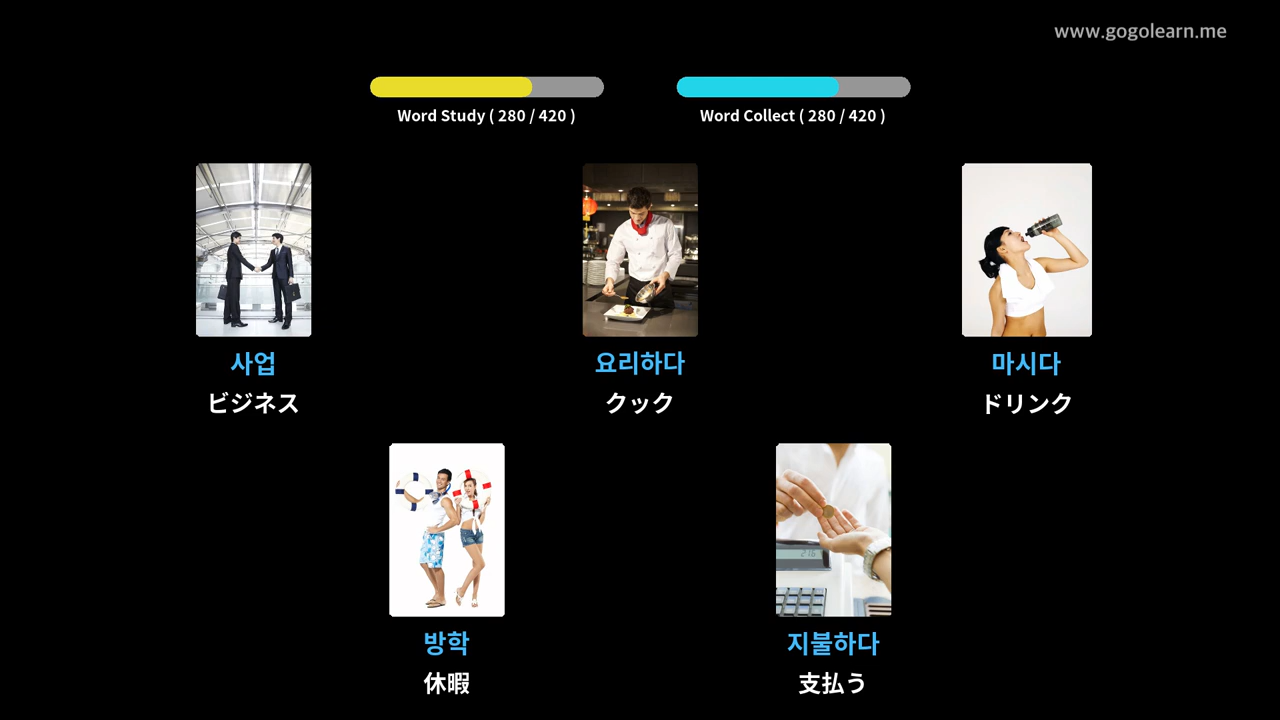 www.gogolearn.me
Word Study ( 280 / 420 )
Word Collect ( 280 / 420 )
사업
요리하다
마시다
ビジネス
クック
ドリンク
방학
지불하다
休暇
支払う